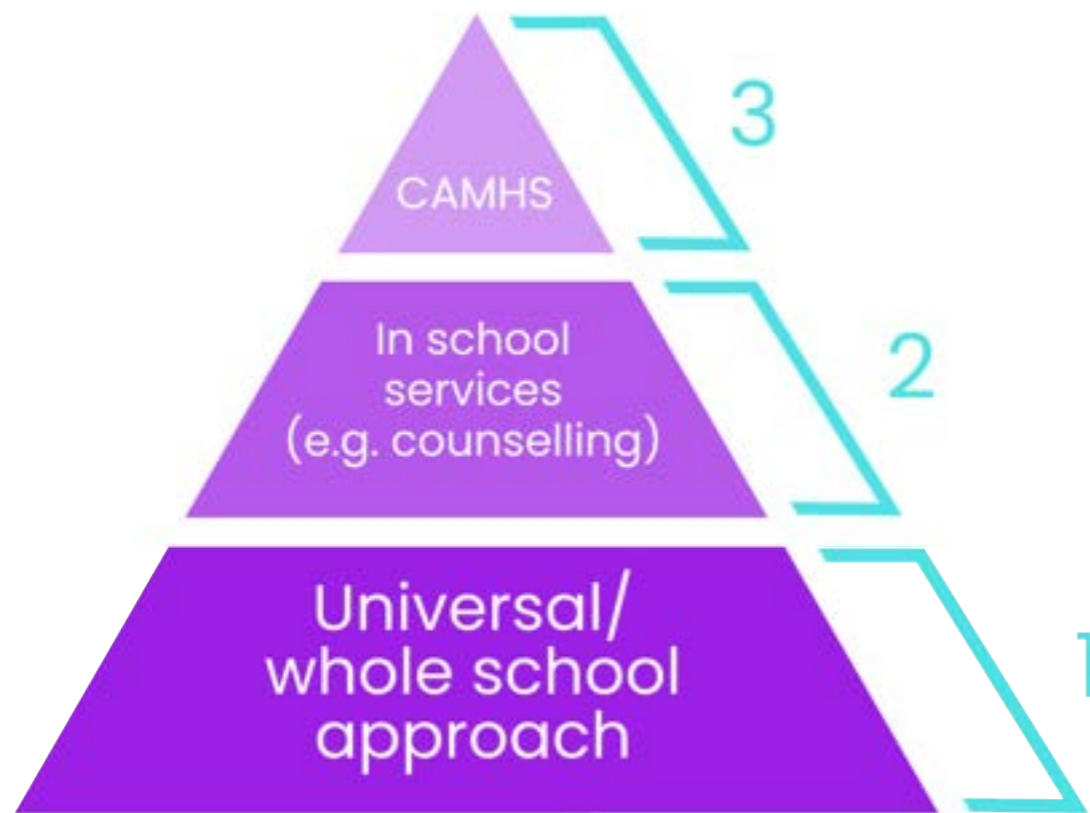 3
CAMHS
2
In school
services
(e.g. counselling)
1
Universal/
whole school
approach